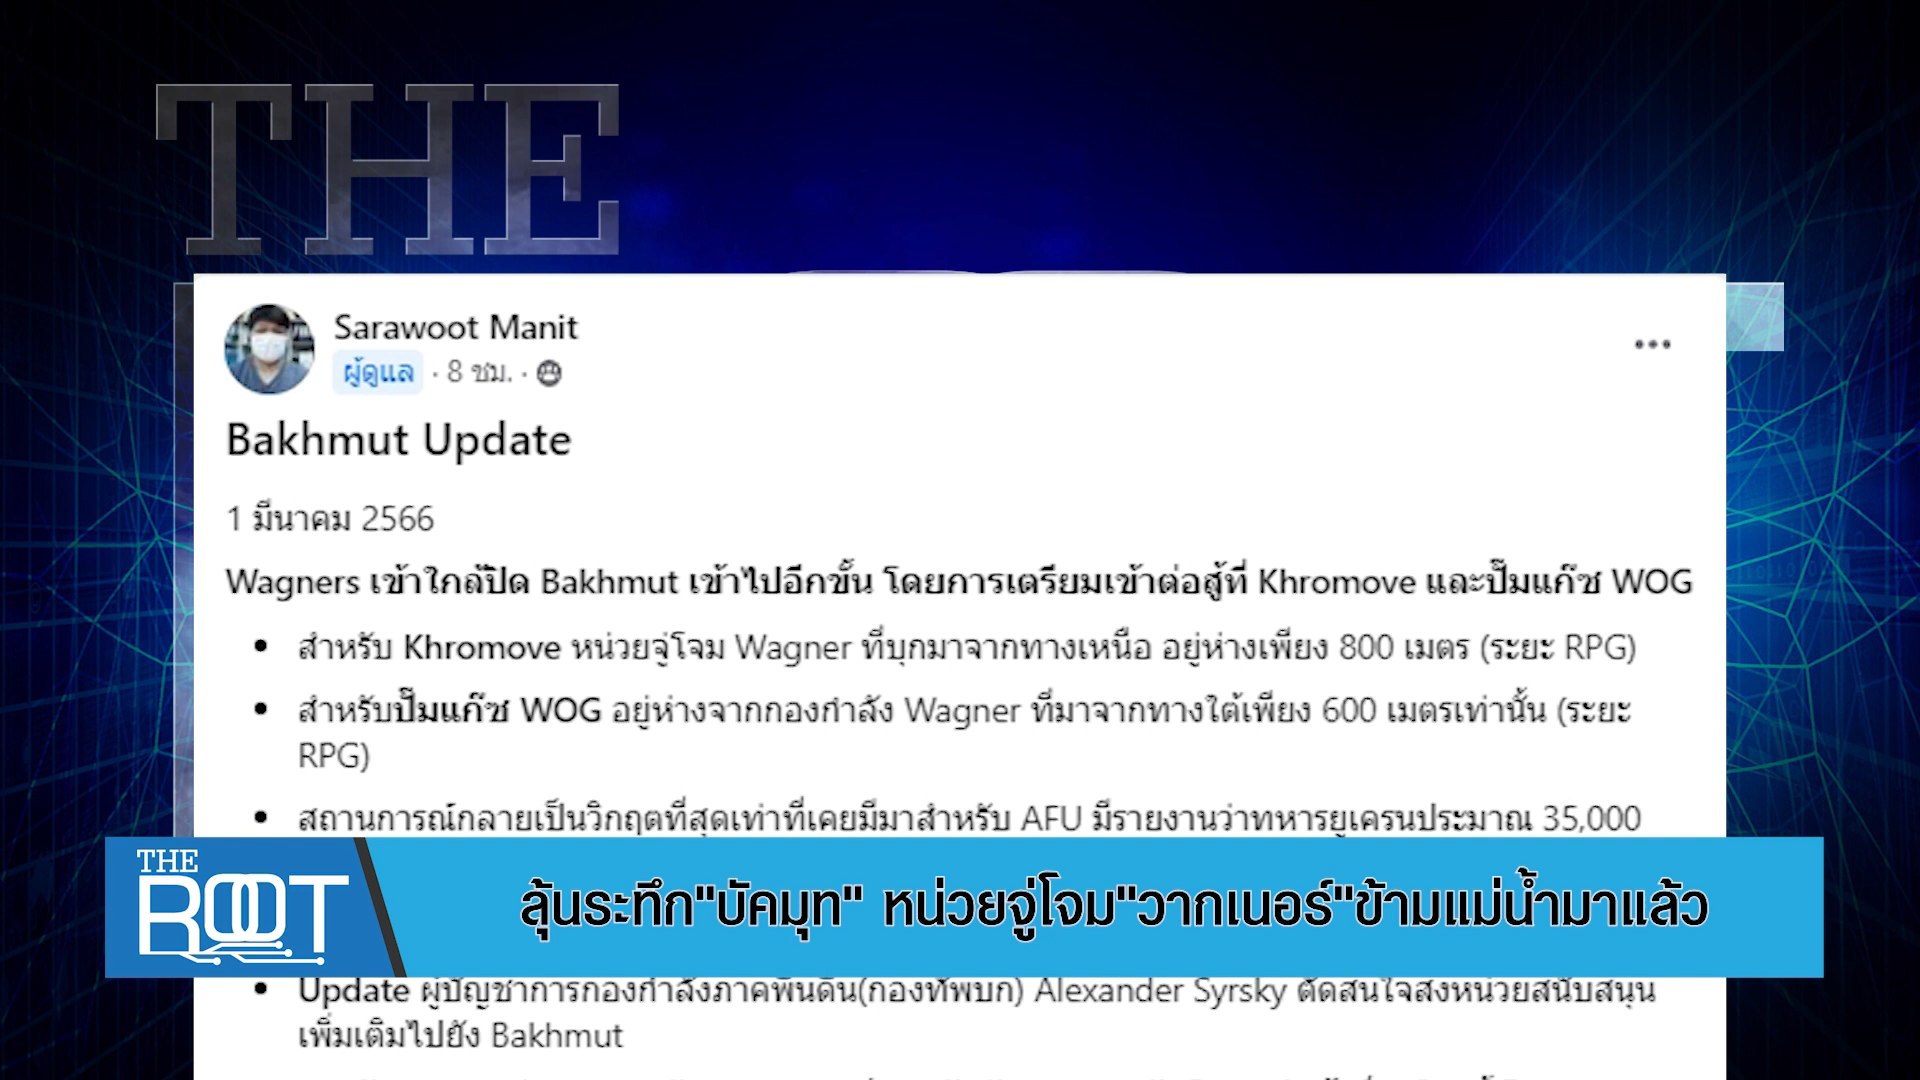 THE
Sarawoot Manit
ผู้ดูแล · 8 ชม. ·
Bakhmut Update
1 มีนาคม 2566
Wagners เข้าใกล้ปิด Bakhmut เข้าไปอีกขั้น โดยการเตรียมเข้าต่อสู้ที่ Khromove และปั๊มแก๊ซ WOG
• สำหรับ Khromove หน่วยจู่โจม Wagner ที่บุกมาจากทางเหนือ อยู่ห่างเพียง 800 เมตร (ระยะ RPG)
• สำหรับปั๊มแก๊ซ WOG อยู่ห่างจากกองกำลัง Wagner ที่มาจากทางใต้เพียง 600 เมตรเท่านั้น (ระยะ
RPG)
• สถานการณ์กลายเป็นวิกฤตที่สุดเท่าที่เคยมีมาสำหรับ AFU มีรายงานว่าทหารยูเครนประมาณ 35,000
THE
ROOT
ลุ้นระทึก"บัคมุท" หน่วยจู่โจม"วากเนอร์"ข้ามแม่น้ำมาแล้ว
• Update ผู้บัญชาการกองกำลังภาคพื้นดิน(กองทัพบก) Alexander Syrsky ตัดสินใจส่งหน่วยสนับสนุน
เพิ่มเติมไปยัง Bakhmut